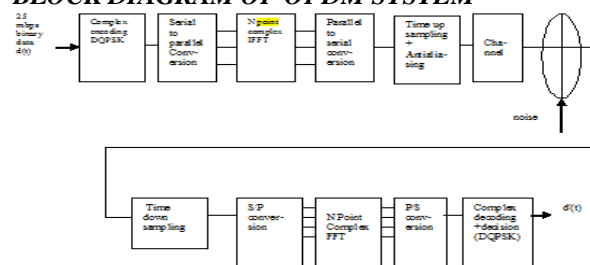 BLOCK DIAGRAM OF OFDM SYSTEM
25
mbps
binary
data
d(t)
Complex
encoding
DQPSK
Serial
to
parallel
Conv-
ersion
N point
complex
IFFT
Parallel
to
serial
conv-
ersion
Time up
sampling
+
Antialia-
sing
Cha-
nnel
noise
Time
down
sampling
S/P
conver-
sion
N Point
Complex
FFT
P/S
conv-
ersion
Complex
decoding
+decision
(DQPSK)
d'(t)